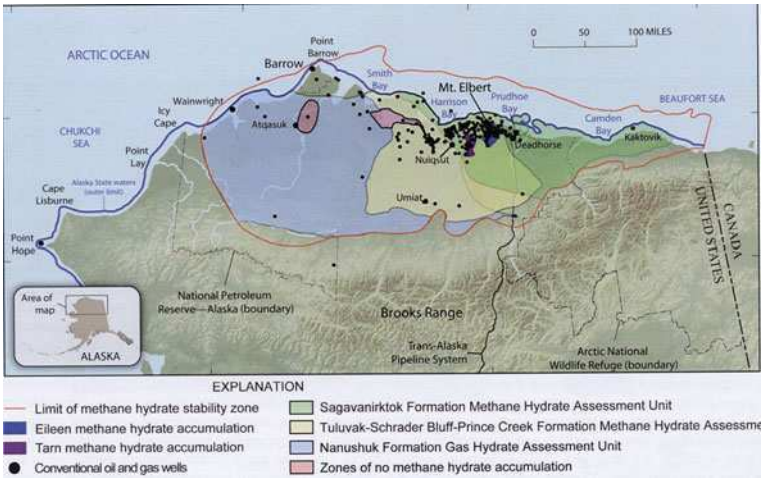 ARCTIC OCEAN
Point
Barrow
Barrow
0 50 100 MILES
Smith
Bay
Mt. Elbert
Wainwright
Harrison
Bay
Prudhoe
Bay
BEAUFORT SEA
Icy
Cape
Atqasuk
Camden
Bay
Kaktovik
CHUKCHI
SEA
Nuiqsut
Deadhorse
Point
Lay
Alaska State waters
(outer limit)
Cape
Lisburne
Umiat
Point
Hope
CANADA
UNITED STATES
National Petroleum
Reserve—Alaska (boundary)
Brooks Range
Area of
map
ALASKA
Trans-Alaska
Pipeline System
Arctic National
Wildlife Refuge (boundary)
EXPLANATION
Limit of methane hydrate stability zone
Eileen methane hydrate accumulation
Tarn methane hydrate accumulation
Conventional oil and gas wells
Sagavanirktok Formation Methane Hydrate Assessment Unit
Tuluvak-Schrader Bluff-Prince Creek Formation Methane Hydrate Assessme
Nanushuk Formation Gas Hydrate Assessment Unit
Zones of no methane hydrate accumulation